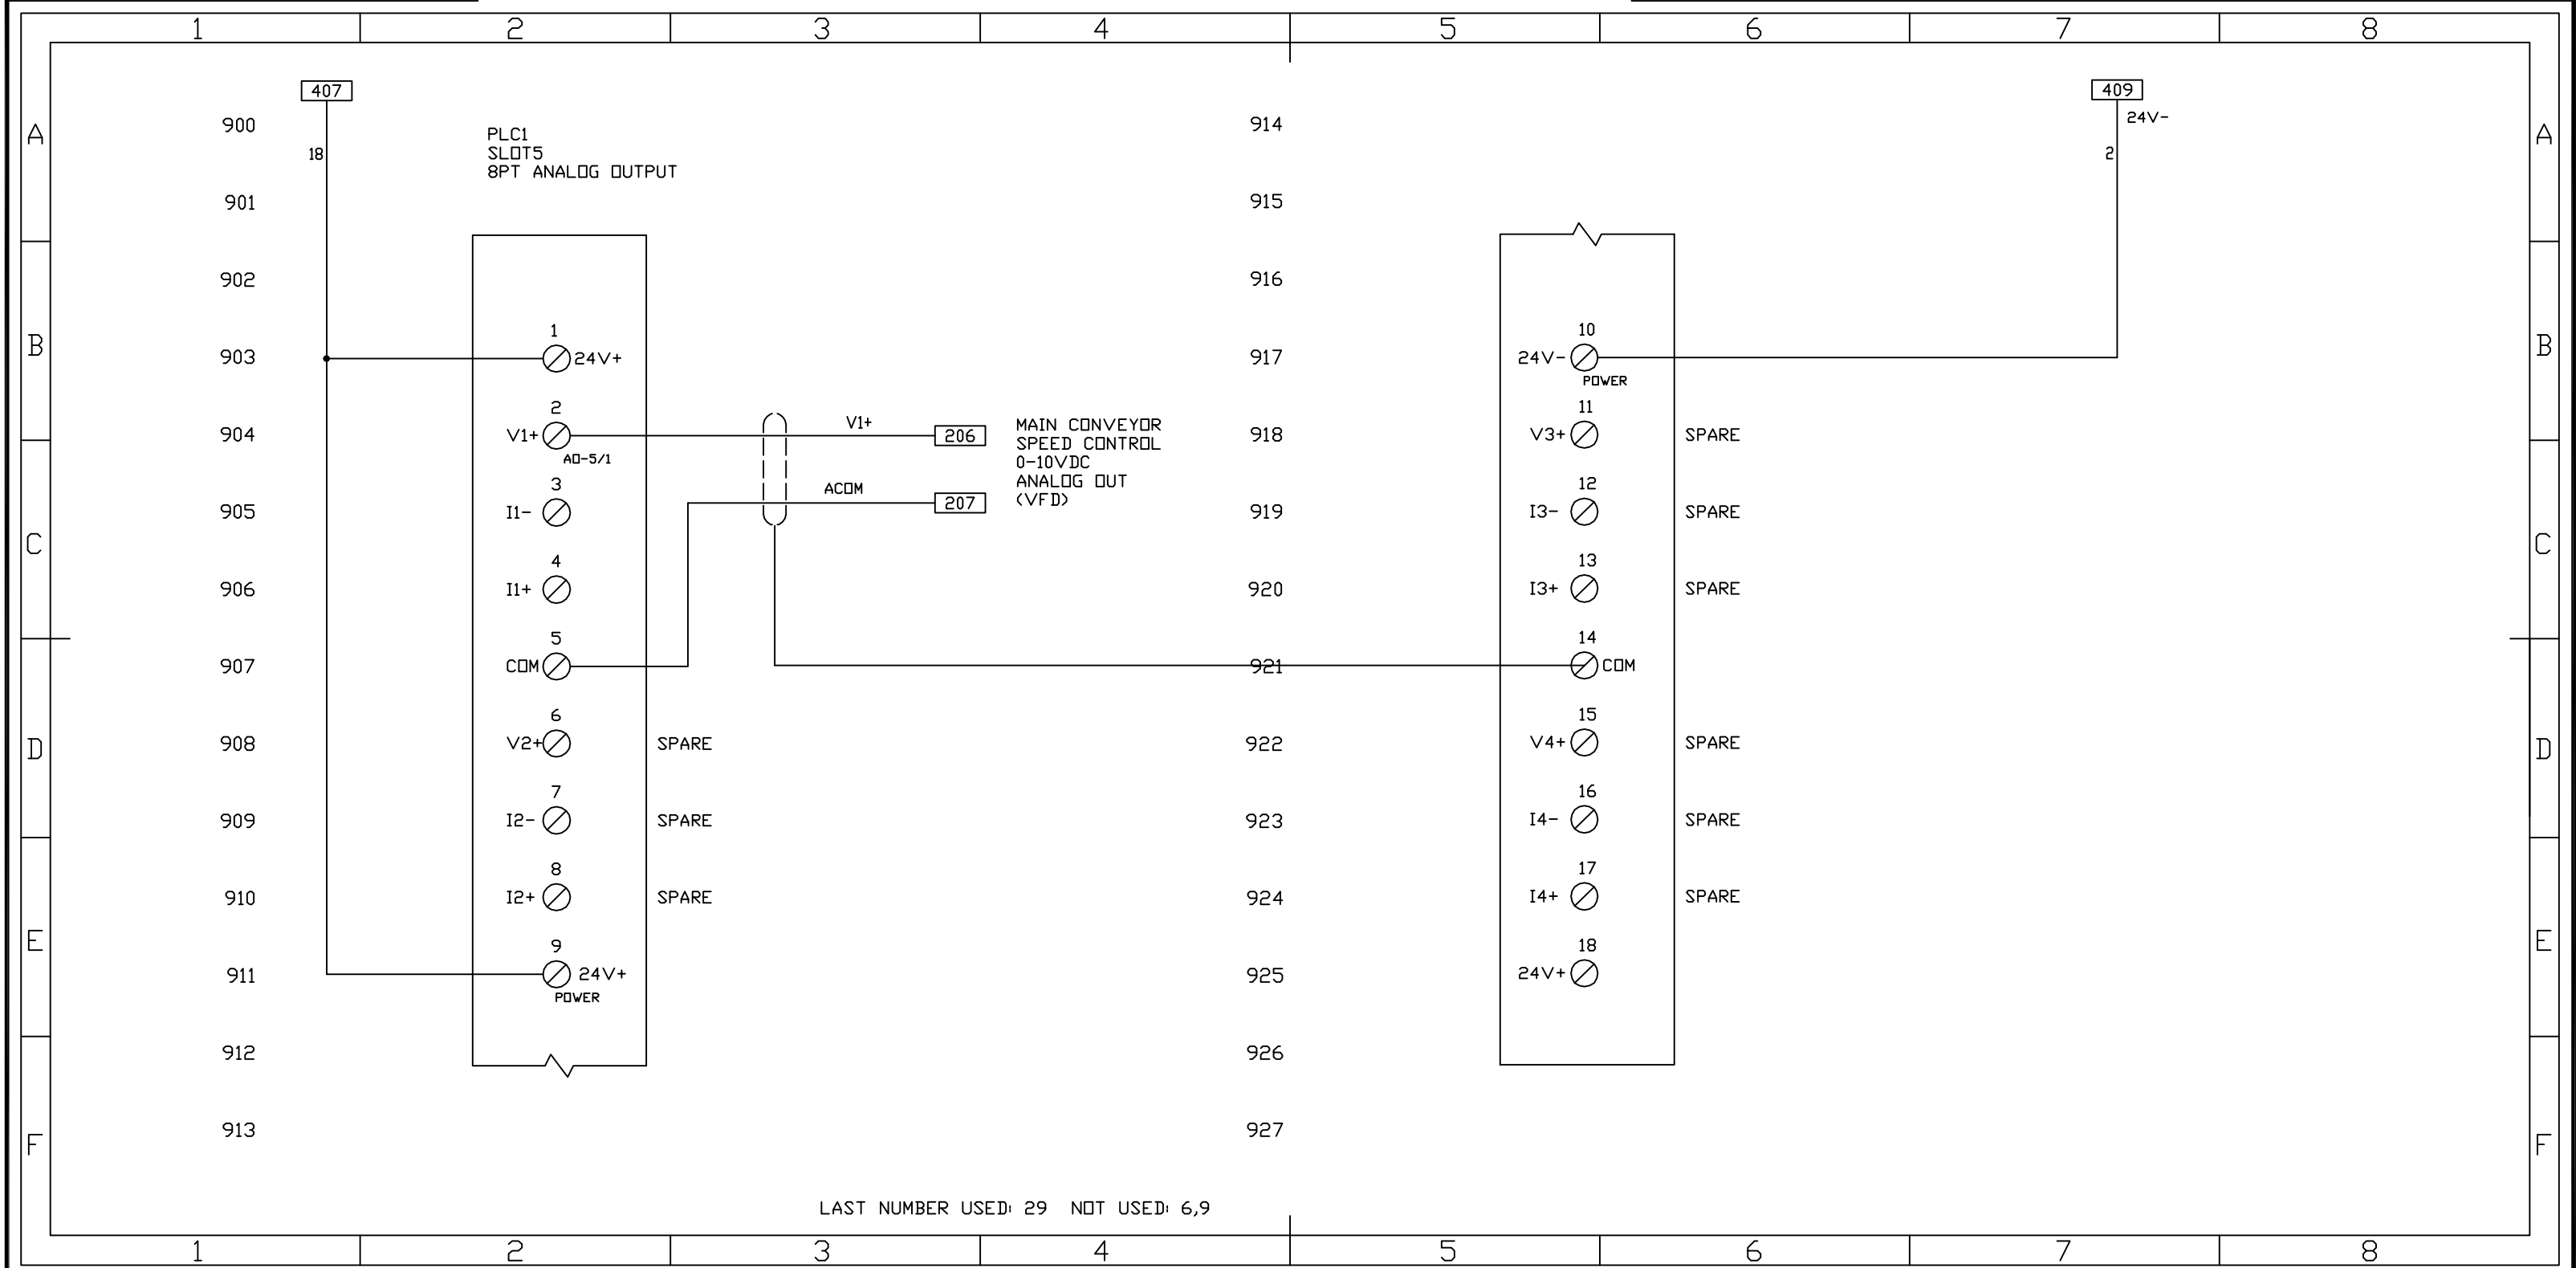 1 2 3 4 5 6 7 8
A
B
C
D
E
F
407
18
900
901
902
903
904
905
906
907
908
909
910
911
912
913
PLC1
SLOT5
8PT ANALOG OUTPUT
1
24V+
2
V1+
AO-5/1
3
I1-
4
I1+
5
COM
6
V2+ SPARE
7
I2- SPARE
8
I2+ SPARE
9
24V+
POWER
V1+
206
ACOM
207
MAIN CONVEYOR
SPEED CONTROL
0-10VDC
ANALOG OUT
(VFD)
914
915
916
917
918
919
920
921
922
923
924
925
926
927
409
24V-
2
10
24V-
POWER
11
V3+ SPARE
12
I3- SPARE
13
I3+ SPARE
14
COM
15
V4+ SPARE
16
I4- SPARE
17
I4+ SPARE
18
24V+
A
B
C
D
E
F
LAST NUMBER USED: 29 NOT USED: 6,9
1 2 3 4 5 6 7 8